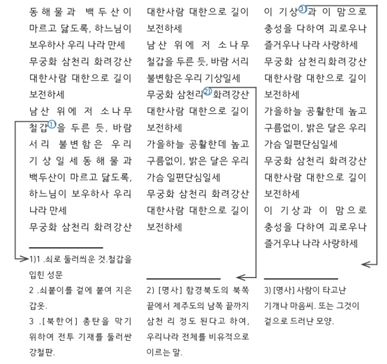 동해물과 백두산이
마르고 닳도록, 하느님이
보우하사 우리 나라 만세
무궁화 삼천리 화려강산
대한사람 대한으로 길이
보전하세
남산 위에 저 소나무
철갑1)을 두른 듯, 바람
서리 불변함은 우리
기상일세동해물과
백두산이 마르고 닳도록,
하느님이 보우하사 우리
나라 만세
무궁화 삼천리 화려강산
1)1 .쇠로 둘러씌운 것.철갑을
입힌 성문
2 .쇠붙이를 겉에 붙여 지은
갑옷.
3 .[북한어] 총탄을 막기
위하여 전투 기재를 둘러싼
강철판.
대한사람 대한으로 길이
보전하세
남산 위에 저 소나무
철갑을 두른 듯, 바람 서리
불변함은 우리 기상일세
무궁화 삼천리2) 화려강산
대한사람 대한으로 길이
보전하세
가을하늘 공활한데 높고
구름없이, 밝은 달은 우리
가슴 일편단심일세
무궁화 삼천리 화려강산
대한사람 대한으로 길이
보전하세
2) [명사] 함경북도의 북쪽
끝에서 제주도의 남쪽 끝까지
삼천 리 정도 된다고 하여,
우리나라 전체를 비유적으로
이르는 말.
이 기상3)과 이 맘으로
충성을 다하여 괴로우나
즐거우나 나라 사랑하세
무궁화 삼천리 화려강산
대한사람 대한으로 길이
보전하세
가을하늘 공활한데 높고
구름없이, 밝은 달은 우리
가슴 일편단심일세
무궁화 삼천리 화려강산
대한사람 대한으로 길이
보전하세
이 기상과 이 맘으로
충성을 다하여 괴로우나
즐거우나 나라 사랑하세
3) [명사] 사람이 타고난
기개나 마음씨. 또는 그것이
겉으로 드러난 모양.